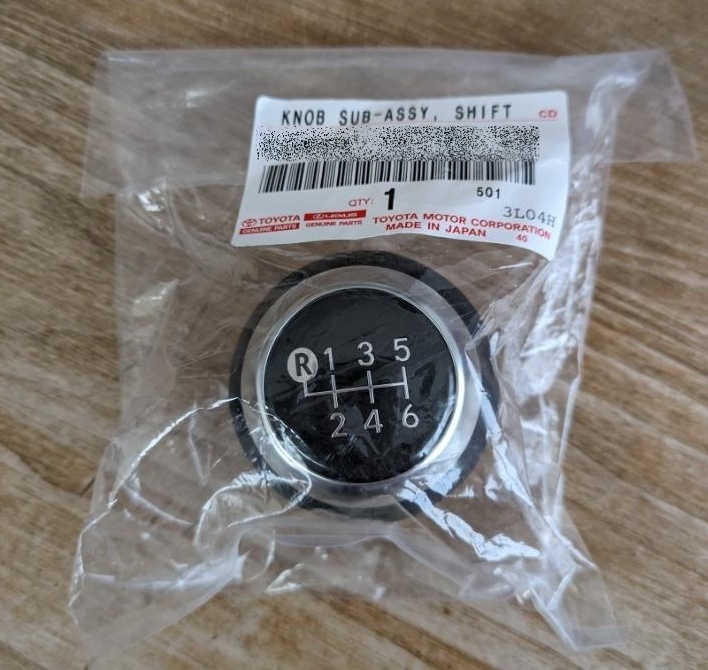 KNOB SUB-ASSY, SHIFT CD
QTY: 1 501
3L04H
TOYOTA GENUINE PARTS
LEXUS GENUINE PARTS
TOYOTA MOTOR CORPORATION
MADE IN JAPAN 40
R 1 3 5
2 4 6